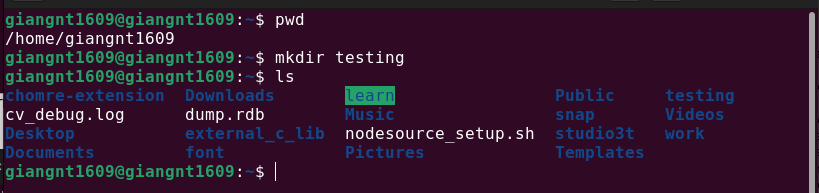 giangnt1609@giangnt1609:~$ pwd
/home/giangnt1609
giangnt1609@giangnt1609:~$ mkdir testing
giangnt1609@giangnt1609:~$ ls
chomre-extension Downloads learn Public testing
cv_debug.log dump.rdb Music snap Videos
Desktop external_c_lib nodesource_setup.sh studio3t work
Documents font Pictures Templates
giangnt1609@giangnt1609:~$